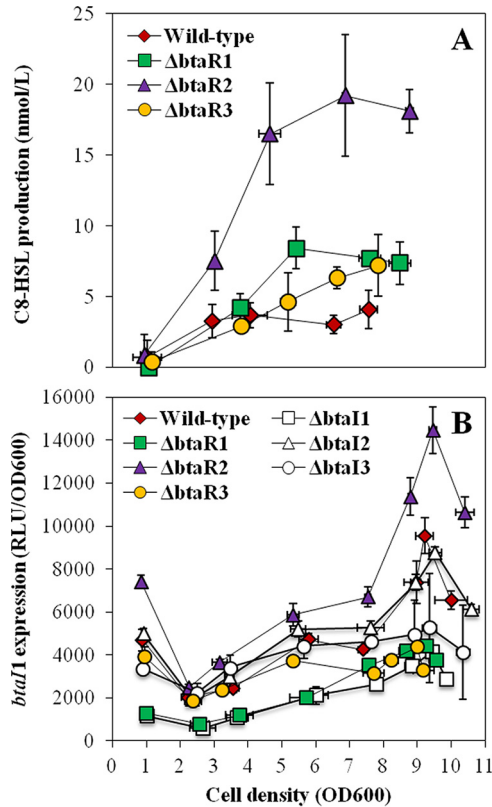 A
Wild-type
ΔbtaR1
ΔbtaR2
ΔbtaR3
25
20
15
10
5
0
C8-HSL production (nmol/L)
B
Wild-type ΔbtaI1
ΔbtaR1 ΔbtaI2
ΔbtaR2 ΔbtaI3
ΔbtaR3
16000
14000
12000
10000
8000
6000
4000
2000
0
btaI1 expression (RLU/OD600)
0 1 2 3 4 5 6 7 8 9 10 11
Cell density (OD600)